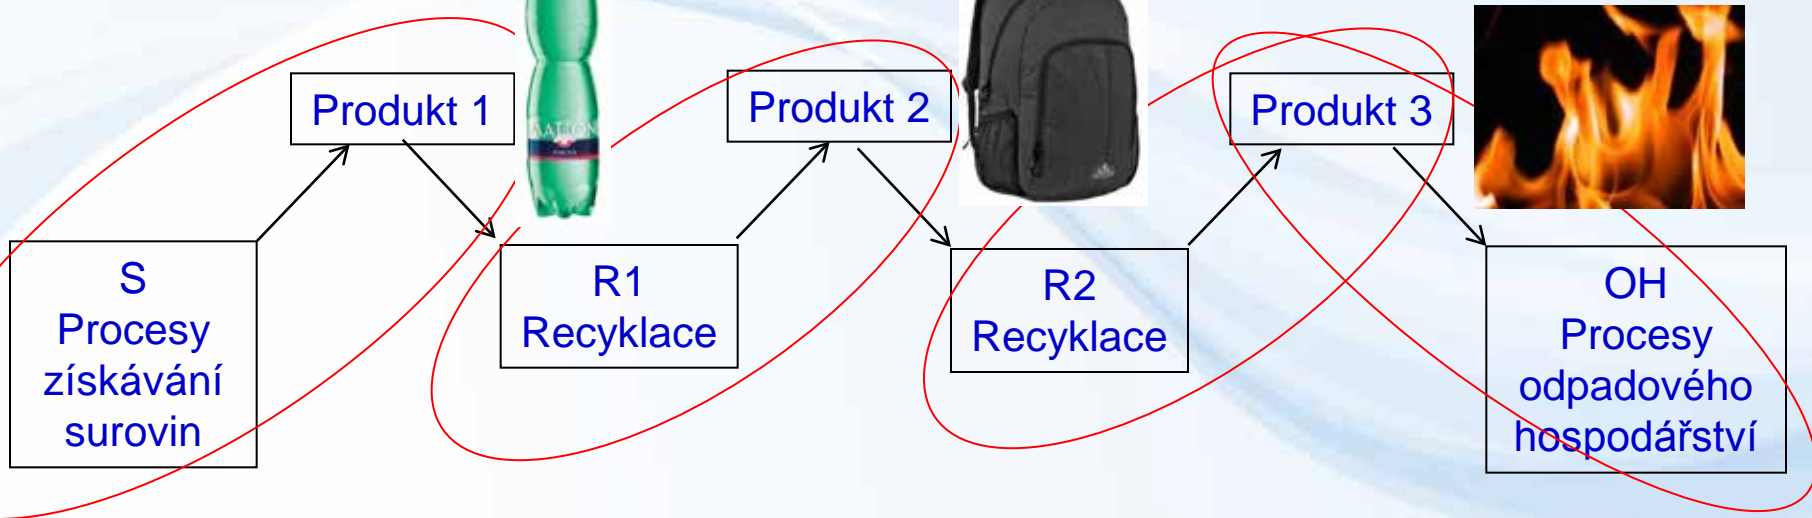 Produkt 1
Produkt 2
Produkt 3
S
Procesy
získávání
surovin
R1
Recyklace
R2
Recyklace
OH
Procesy
odpadového
hospodářství